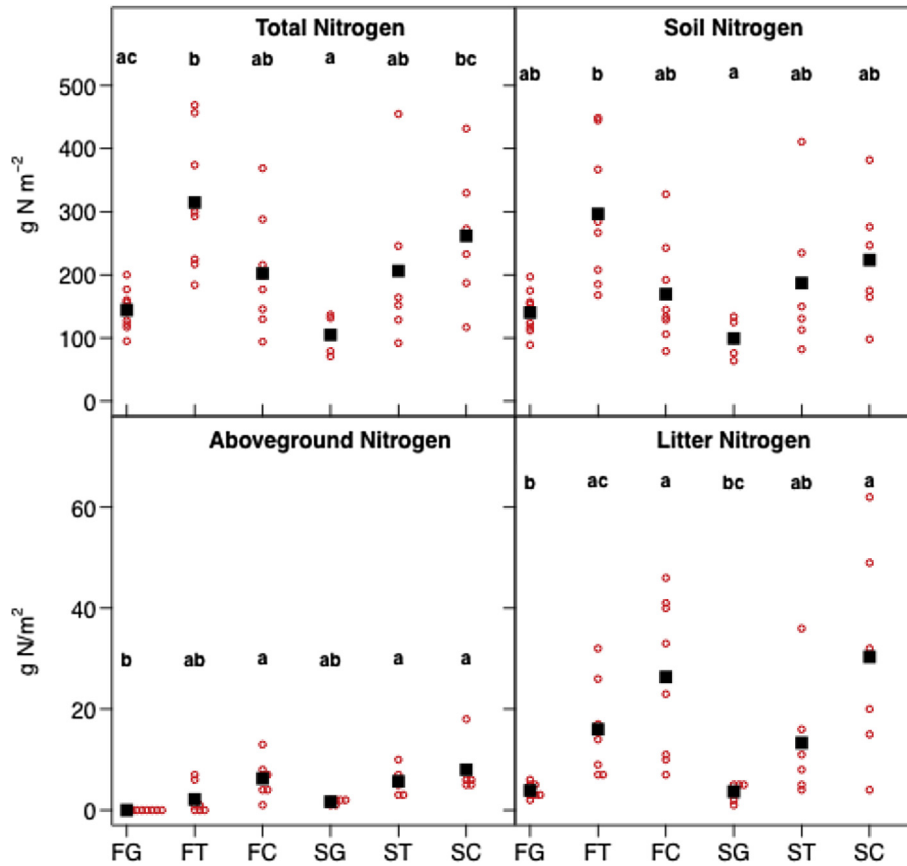 Total Nitrogen
Soil Nitrogen
ac b ab a ab bc
ab b ab a ab ab
500
400
300
200
100
0
g N m⁻²
Aboveground Nitrogen
Litter Nitrogen
b ab a ab a a
b ac a bc ab a
60
40
20
0
g N/m²
FG FT FC SG ST SC
FG FT FC SG ST SC